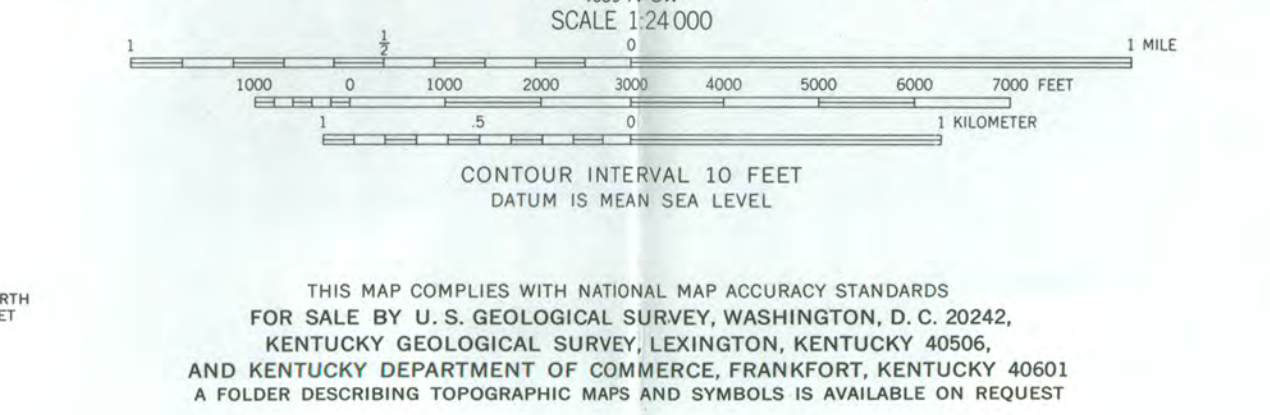 SCALE 1:24 000
1 1/2 0 1 MILE
1000 0 1000 2000 3000 4000 5000 6000 7000 FEET
1 .5 0 1 KILOMETER
CONTOUR INTERVAL 10 FEET
DATUM IS MEAN SEA LEVEL
RTH
ET
THIS MAP COMPLIES WITH NATIONAL MAP ACCURACY STANDARDS
FOR SALE BY U. S. GEOLOGICAL SURVEY, WASHINGTON, D. C. 20242,
KENTUCKY GEOLOGICAL SURVEY, LEXINGTON, KENTUCKY 40506,
AND KENTUCKY DEPARTMENT OF COMMERCE, FRANKFORT, KENTUCKY 40601
A FOLDER DESCRIBING TOPOGRAPHIC MAPS AND SYMBOLS IS AVAILABLE ON REQUEST